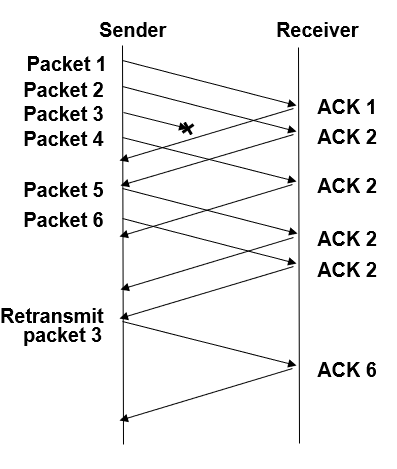 Sender
Receiver
Packet 1
Packet 2
Packet 3
Packet 4
Packet 5
Packet 6
Retransmit
packet 3
ACK 1
ACK 2
ACK 2
ACK 2
ACK 2
ACK 6